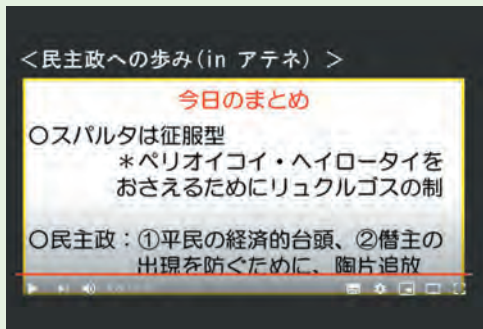 ＜民主政への歩み(in アテネ) ＞
今日のまとめ
〇スパルタは征服型
＊ペリオイコイ・ヘイロータイを
おさえるためにリュクルゴスの制
〇民主政：①平民の経済的台頭、②僭主の
出現を防ぐために、陶片追放